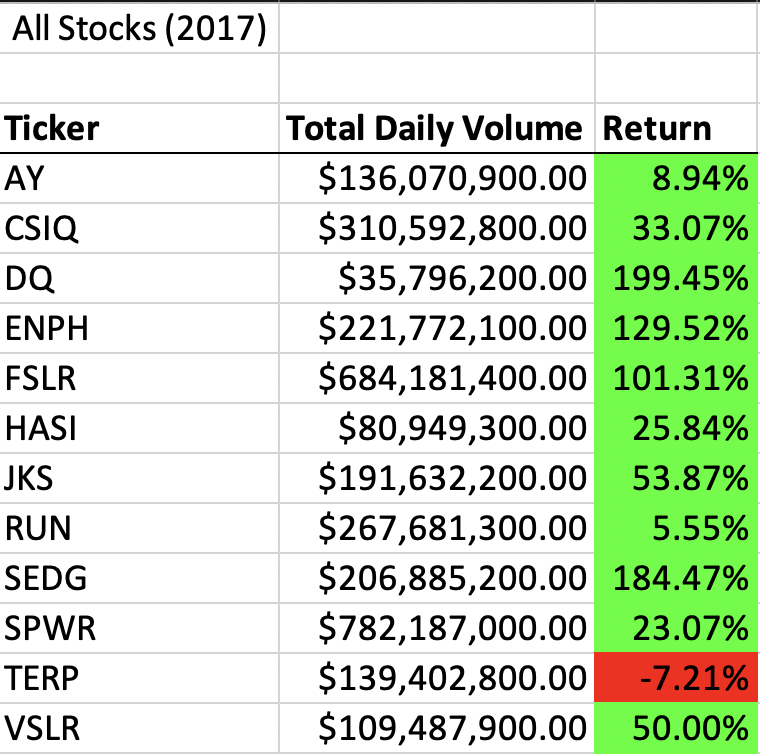 All Stocks (2017)
Ticker Total Daily Volume Return
AY $136,070,900.00 8.94%
CSIQ $310,592,800.00 33.07%
DQ $35,796,200.00 199.45%
ENPH $221,772,100.00 129.52%
FSLR $684,181,400.00 101.31%
HASI $80,949,300.00 25.84%
JKS $191,632,200.00 53.87%
RUN $267,681,300.00 5.55%
SEDG $206,885,200.00 184.47%
SPWR $782,187,000.00 23.07%
TERP $139,402,800.00 -7.21%
VSLR $109,487,900.00 50.00%